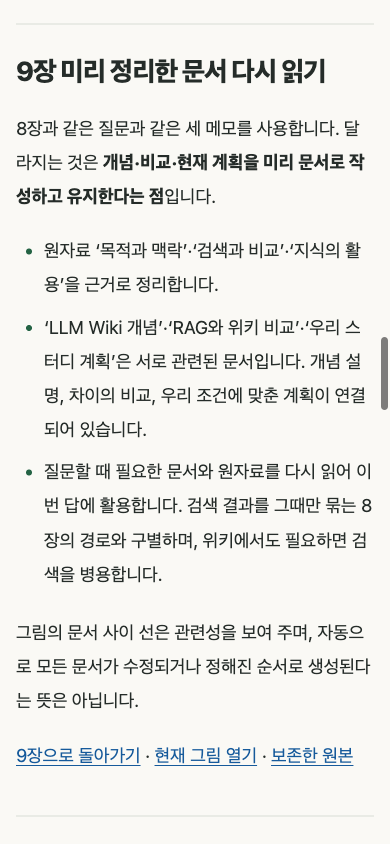 9장 미리 정리한 문서 다시 읽기
8장과 같은 질문과 같은 세 메모를 사용합니다. 달
라지는 것은 개념·비교·현재 계획을 미리 문서로 작
성하고 유지한다는 점입니다.
• 원자료 ‘목적과 맥락’·‘검색과 비교’·‘지식의 활
용’을 근거로 정리합니다.
• ‘LLM Wiki 개념’·‘RAG와 위키 비교’·‘우리 스
터디 계획’은 서로 관련된 문서입니다. 개념 설
명, 차이의 비교, 우리 조건에 맞춘 계획이 연결
되어 있습니다.
• 질문할 때 필요한 문서와 원자료를 다시 읽어 이
번 답에 활용합니다. 검색 결과를 그때만 묶는 8
장의 경로와 구별하며, 위키에서도 필요하면 검
색을 병용합니다.
그림의 문서 사이 선은 관련성을 보여 주며, 자동으
로 모든 문서가 수정되거나 정해진 순서로 생성된다
는 뜻은 아닙니다.
9장으로 돌아가기 · 현재 그림 열기 · 보존한 원본